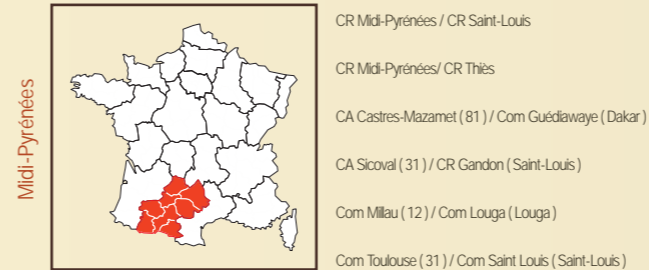 Midi-Pyrénées
CR Midi-Pyrénées / CR Saint-Louis
CR Midi-Pyrénées/ CR Thiès
CA Castres-Mazamet ( 81 ) / Com Guédiawaye ( Dakar )
CA Sicoval ( 31 ) / CR Gandon ( Saint-Louis )
Com Millau ( 12 ) / Com Louga ( Louga )
Com Toulouse ( 31 ) / Com Saint Louis ( Saint-Louis )